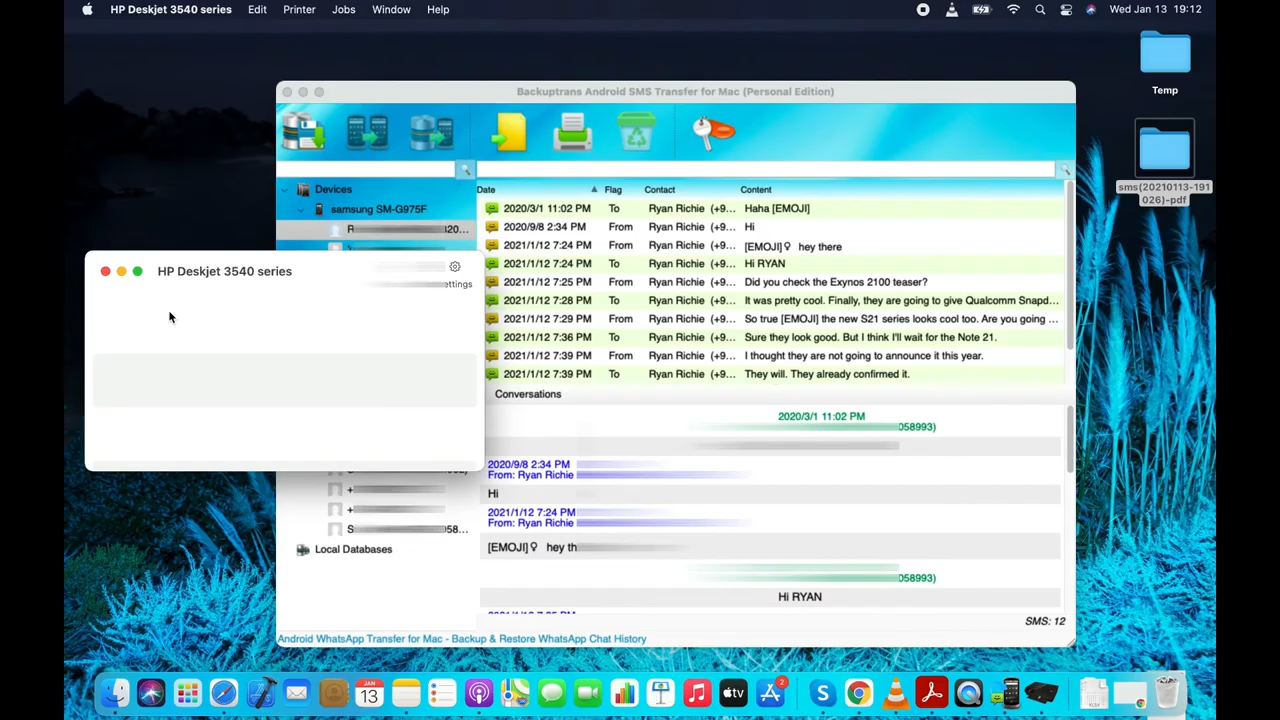 HP Deskjet 3540 series Edit Printer Jobs Window Help Wed Jan 13 19:12
Temp
sms(20210113-191
026)-pdf
Backuptrans Android SMS Transfer for Mac (Personal Edition)
Devices
samsung SM-G975F
R 320...
HP Deskjet 3540 series
ettings
+
+
S 058...
Local Databases
Date Flag Contact Content
2020/3/1 11:02 PM To Ryan Richie (+9... Haha [EMOJI]
2020/9/8 2:34 PM From Ryan Richie (+9... Hi
2021/1/12 7:24 PM From Ryan Richie (+9... [EMOJI]♀ hey there
2021/1/12 7:24 PM To Ryan Richie (+9... Hi RYAN
2021/1/12 7:25 PM From Ryan Richie (+9... Did you check the Exynos 2100 teaser?
2021/1/12 7:28 PM To Ryan Richie (+9... It was pretty cool. Finally, they are going to give Qualcomm Snapd...
2021/1/12 7:29 PM From Ryan Richie (+9... So true [EMOJI] the new S21 series looks cool too. Are you going ...
2021/1/12 7:36 PM To Ryan Richie (+9... Sure they look good. But I think I'll wait for the Note 21.
2021/1/12 7:39 PM From Ryan Richie (+9... I thought they are not going to announce it this year.
2021/1/12 7:39 PM To Ryan Richie (+9... They will. They already confirmed it.
Conversations
2020/3/1 11:02 PM
058993)
2020/9/8 2:34 PM
From: Ryan Richie
Hi
2021/1/12 7:24 PM
From: Ryan Richie
[EMOJI]♀ hey th
058993)
Hi RYAN
2021/1/12 7:25 PM
SMS: 12
Android WhatsApp Transfer for Mac - Backup & Restore WhatsApp Chat History
JAN
13
tv
2